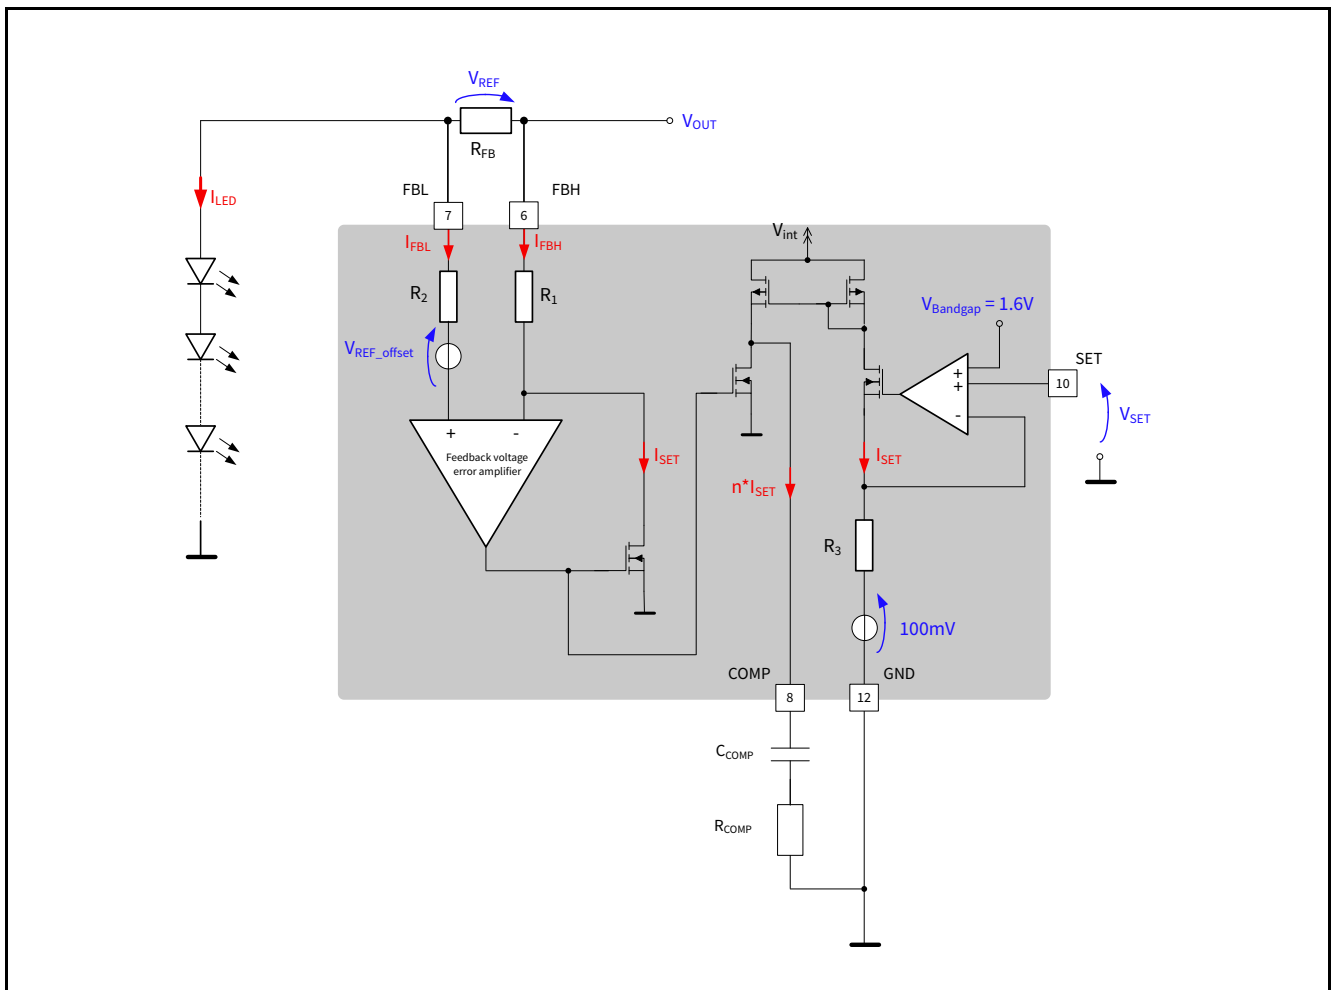 VREF
VOUT
RFB
FBL
FBH
7
6
ILED
IFBL
IFBH
Vint
R2
R1
VBandgap = 1.6V
VREF_offset
SET
10
+
+
-
VSET
+
-
Feedback voltage
error amplifier
ISET
ISET
n*ISET
R3
100mV
COMP
GND
8
12
CCOMP
RCOMP